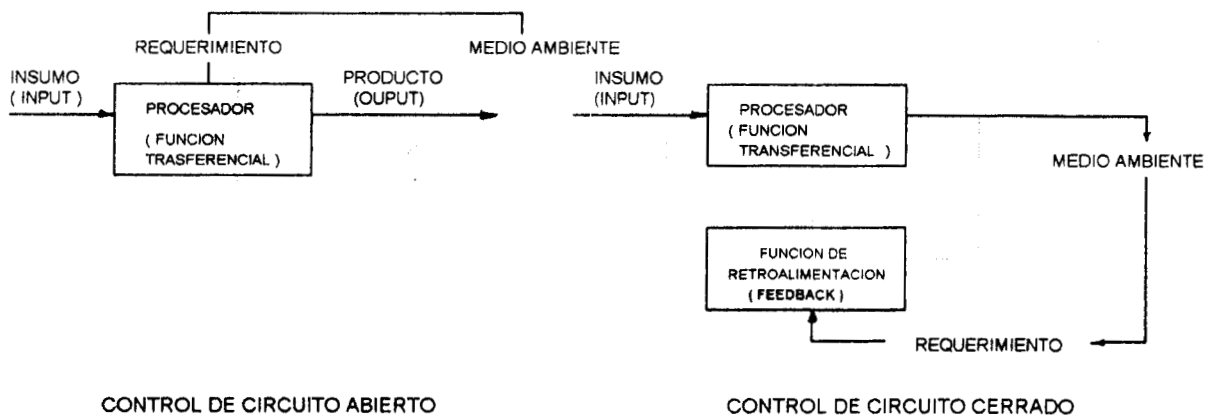 REQUERIMIENTO
MEDIO AMBIENTE
INSUMO
( INPUT )
PROCESADOR
( FUNCION
TRASFERENCIAL )
PRODUCTO
(OUPUT)
CONTROL DE CIRCUITO ABIERTO
INSUMO
(INPUT)
PROCESADOR
( FUNCION
TRANSFERENCIAL )
MEDIO AMBIENTE
FUNCION DE
RETROALIMENTACION
( FEEDBACK )
REQUERIMIENTO
CONTROL DE CIRCUITO CERRADO